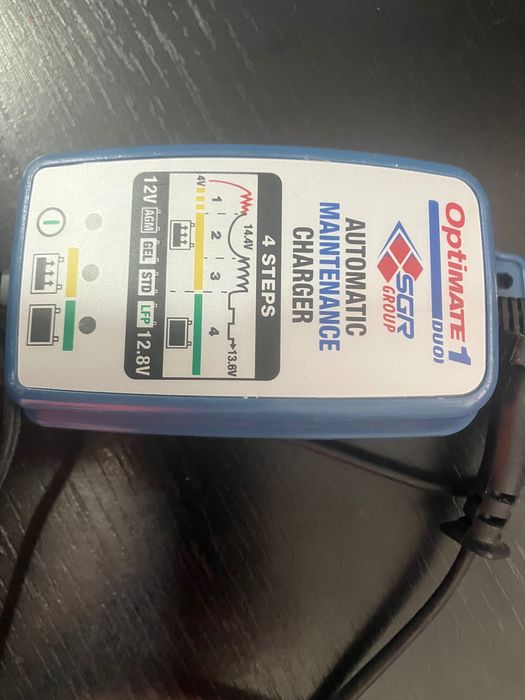 OptiMATE 1
DUO)
SGR
GROUP
AUTOMATIC
MAINTENANCE
CHARGER
4 STEPS
14.4V
13.6V
4V
1 2 3 4
12V AGM GEL STD LFP 12.8V